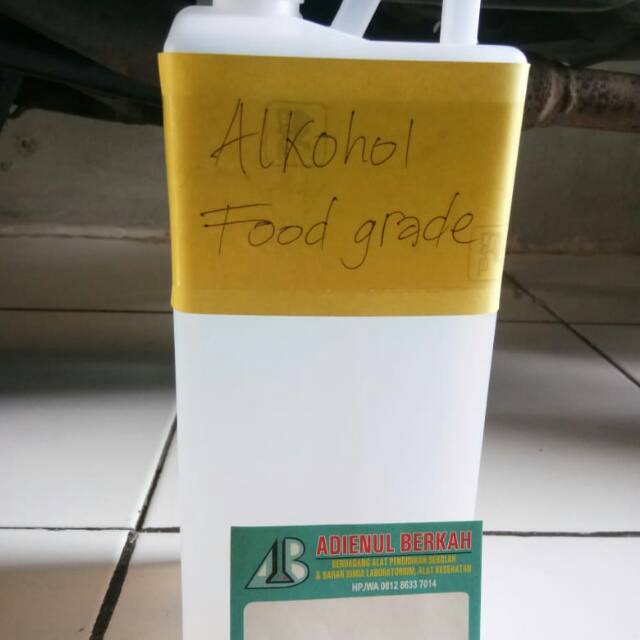 Alkohol
Food grade
AB
ADIENUL BERKAH
BERDAGANG ALAT PENDIDIKAN SEKOLAH
& BAHAN KIMIA LABORATORIUM, ALAT KESEHATAN
HP/WA 0812 8633 7014